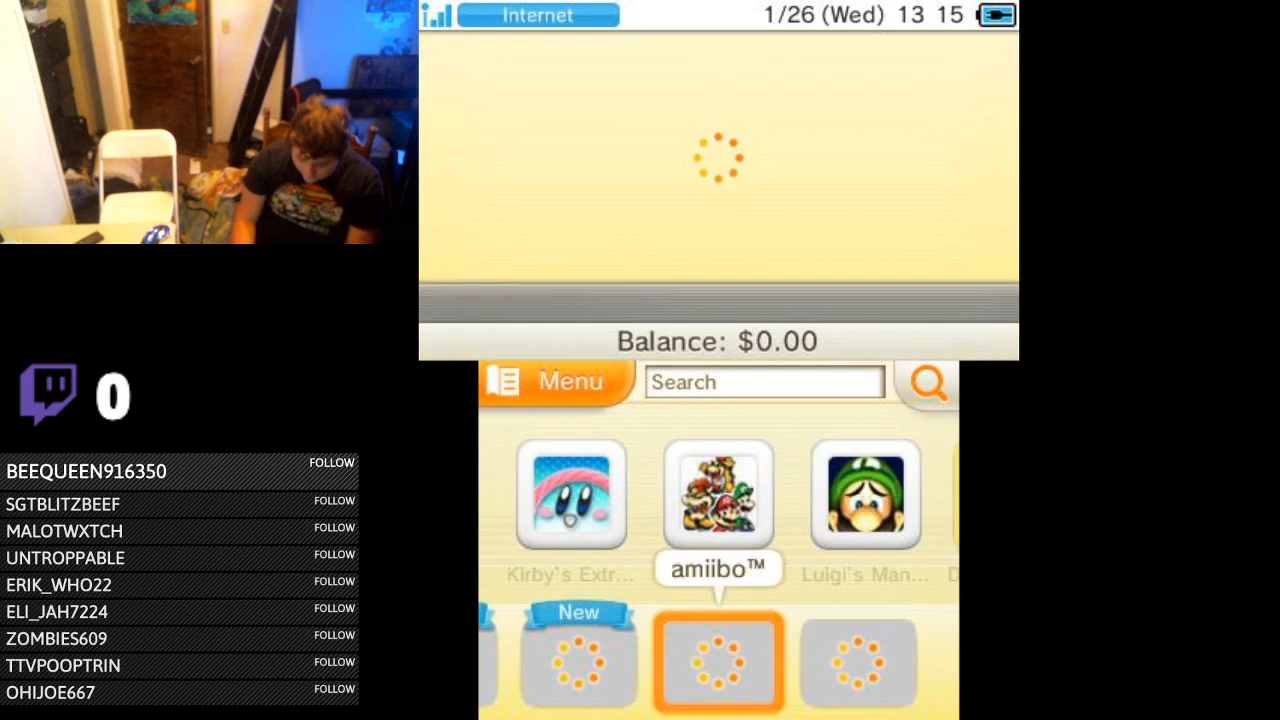 Internet
1/26 (Wed) 13 15
Balance: $0.00
Menu
Search
Kirby's Extr...
amiibo™
Luigi's Man...
D
New
0
BEEQUEEN916350 FOLLOW
SGTBLITZBEEF FOLLOW
MALOTWXTCH FOLLOW
UNTROPPABLE FOLLOW
ERIK_WHO22 FOLLOW
ELI_JAH7224 FOLLOW
ZOMBIES609 FOLLOW
TTVPOOPTRIN FOLLOW
OHIJOE667 FOLLOW